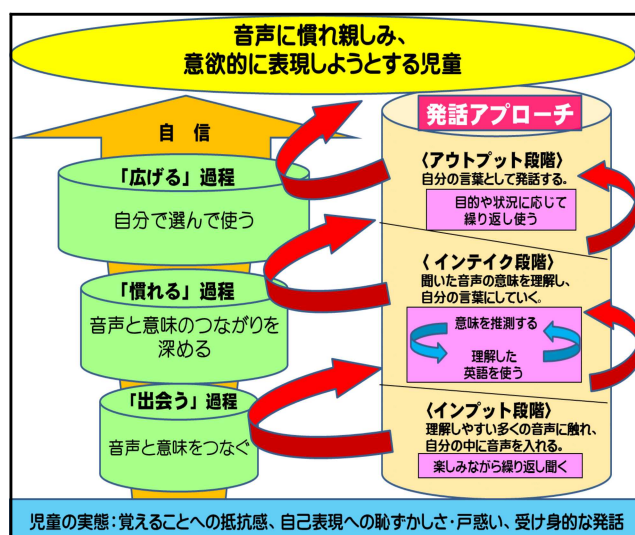 音声に慣れ親しみ、
意欲的に表現しようとする児童
自 信
「広げる」過程
自分で選んで使う
「慣れる」過程
音声と意味のつながりを
深める
「出会う」過程
音声と意味をつなぐ
発話アプローチ
〈アウトプット段階〉
自分の言葉として発話する。
目的や状況に応じて
繰り返し使う
〈インテイク段階〉
聞いた音声の意味を理解し、
自分の言葉にしていく。
意味を推測する
理解した
英語を使う
〈インプット段階〉
理解しやすい多くの音声に触れ、
自分の中に音声を入れる。
楽しみながら繰り返し聞く
児童の実態：覚えることへの抵抗感、自己表現への恥ずかしさ・戸惑い、受け身的な発話